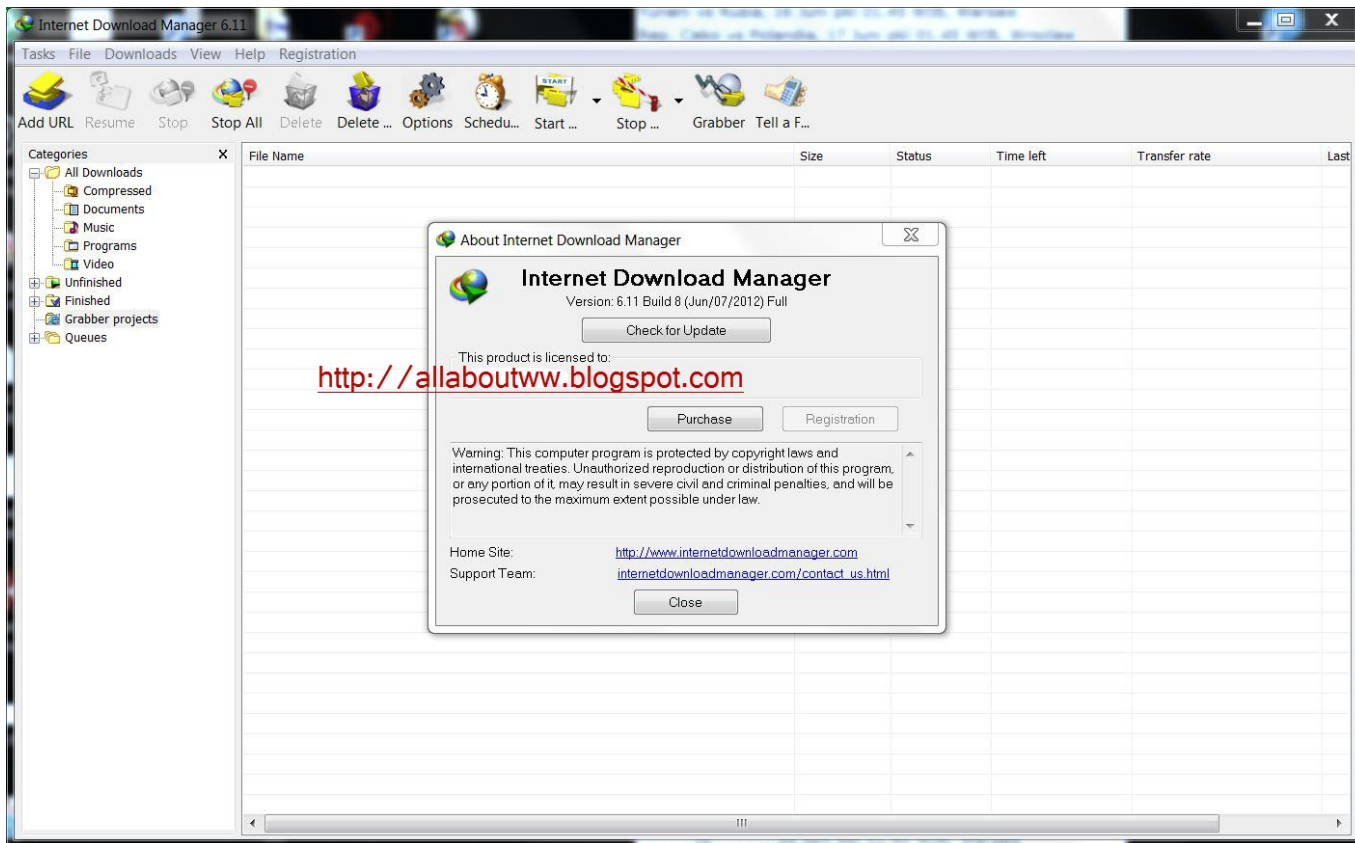 Internet Download Manager 6.11
Tasks File Downloads View Help Registration
Add URL Resume Stop Stop All Delete Delete ... Options Schedu... Start ... Stop ... Grabber Tell a F...
START
Categories X File Name Size Status Time left Transfer rate Last
All Downloads
Compressed
Documents
Music
Programs
Video
Unfinished
Finished
Grabber projects
Queues
About Internet Download Manager
Internet Download Manager
Version: 6.11 Build 8 (Jun/07/2012) Full
Check for Update
This product is licensed to:
http://allaboutww.blogspot.com
Purchase Registration
Warning: This computer program is protected by copyright laws and
international treaties. Unauthorized reproduction or distribution of this program,
or any portion of it, may result in severe civil and criminal penalties, and will be
prosecuted to the maximum extent possible under law.
Home Site: http://www.internetdownloadmanager.com
Support Team: internetdownloadmanager.com/contact_us.html
Close